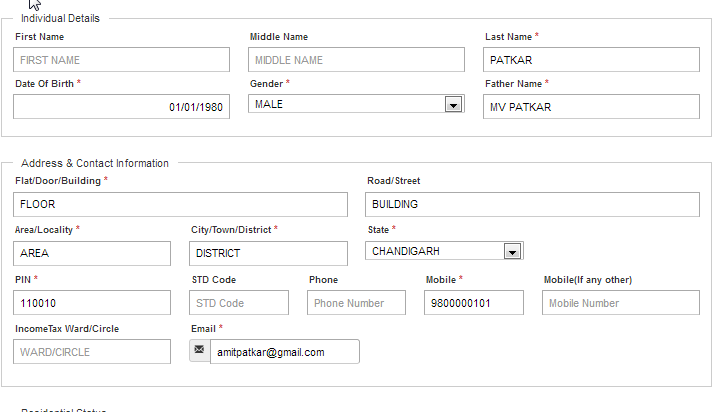 Individual Details
First Name Middle Name Last Name *
FIRST NAME MIDDLE NAME PATKAR
Date Of Birth * Gender * Father Name *
01/01/1980 MALE MV PATKAR
Address & Contact Information
Flat/Door/Building * Road/Street
FLOOR BUILDING
Area/Locality * City/Town/District * State *
AREA DISTRICT CHANDIGARH
PIN * STD Code Phone Mobile * Mobile(If any other)
110010 STD Code Phone Number 9800000101 Mobile Number
IncomeTax Ward/Circle Email *
WARD/CIRCLE amitpatkar@gmail.com
Residential Status